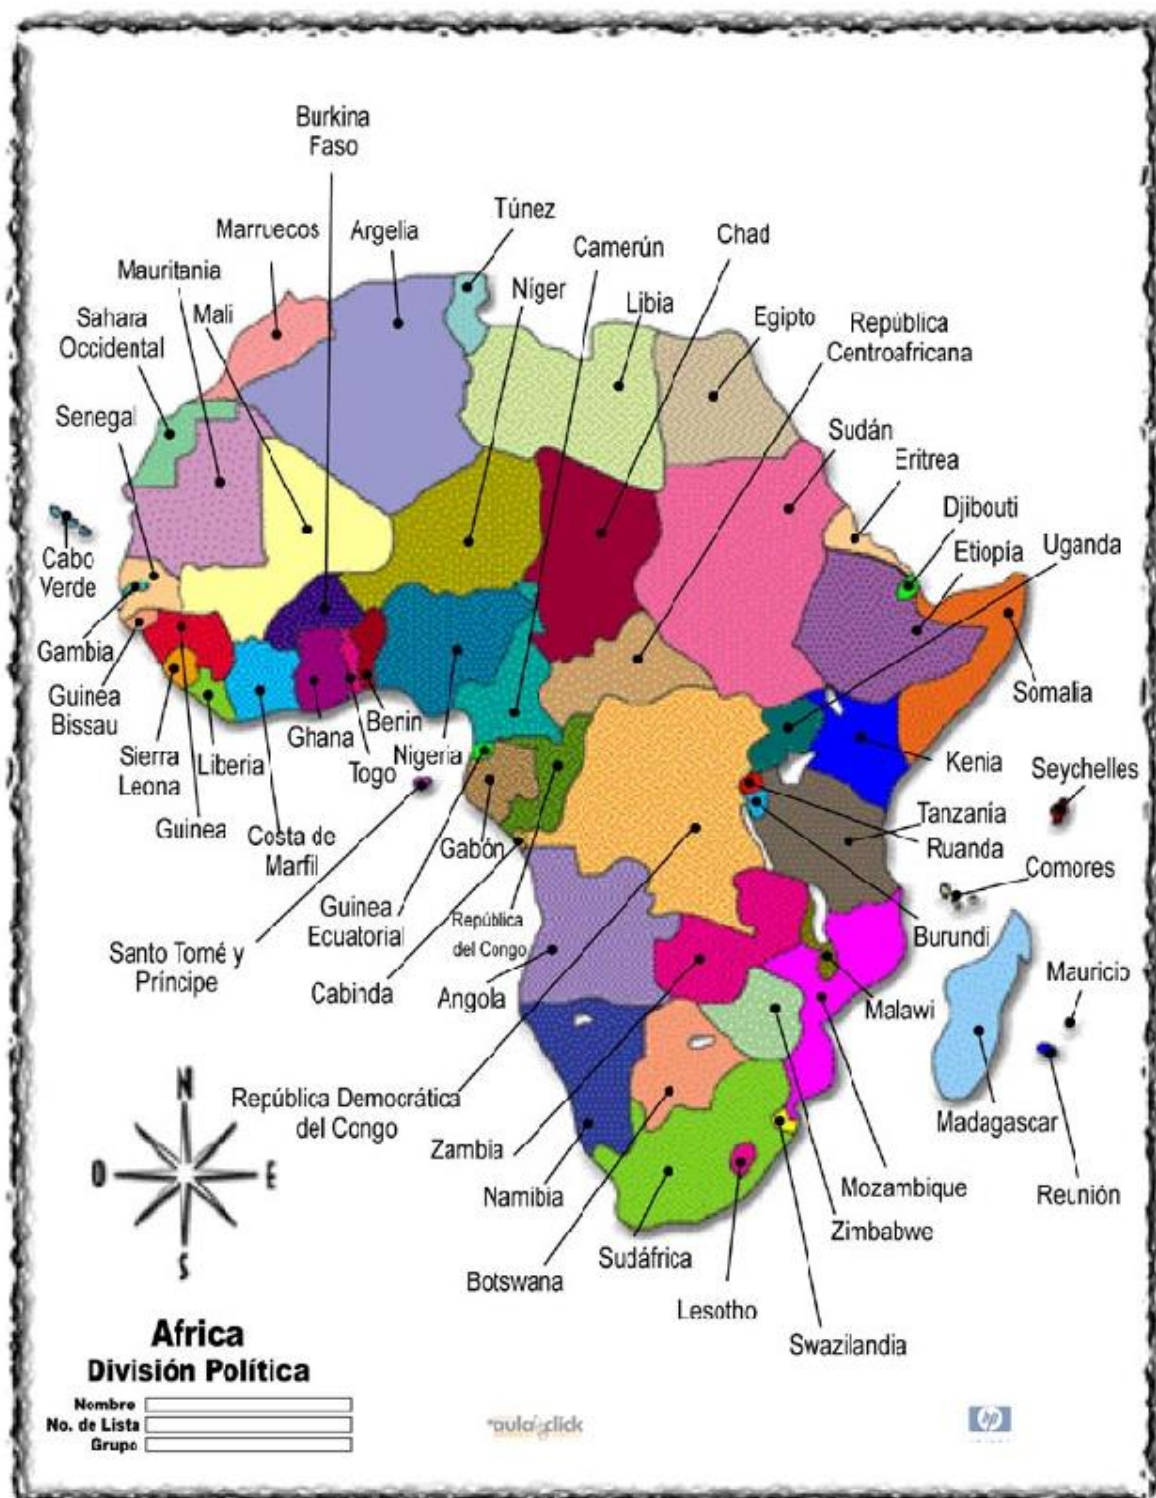 Burkina
Faso
Túnez
Marruecos
Argelia
Chad
Camerún
Mauritania
Níger
Libia
Mali
Egipto
República
Centroafricana
Sahara
Occidental
Senegal
Sudán
Eritrea
Djibouti
Etiopía
Uganda
Cabo
Verde
Gambia
Guinea
Bissau
Somalia
Sierra
Leona
Liberia
Ghana
Benin
Togo
Nigeria
Kenia
Seychelles
Guinea
Costa de
Marfil
Gabón
Tanzanía
Ruanda
Comores
Guinea
Ecuatorial
República
del Congo
Santo Tomé y
Príncipe
Cabinda
Angola
Burundi
Malawi
Mauricio
República Democrática
del Congo
Zambia
Namibia
Madagascar
Mozambique
Reunión
Zimbabwe
Sudáfrica
Botswana
Lesotho
Swazilandia
N
O
E
S
Africa
División Política
Nombre
No. de Lista
Grupo
aulaclick
hp